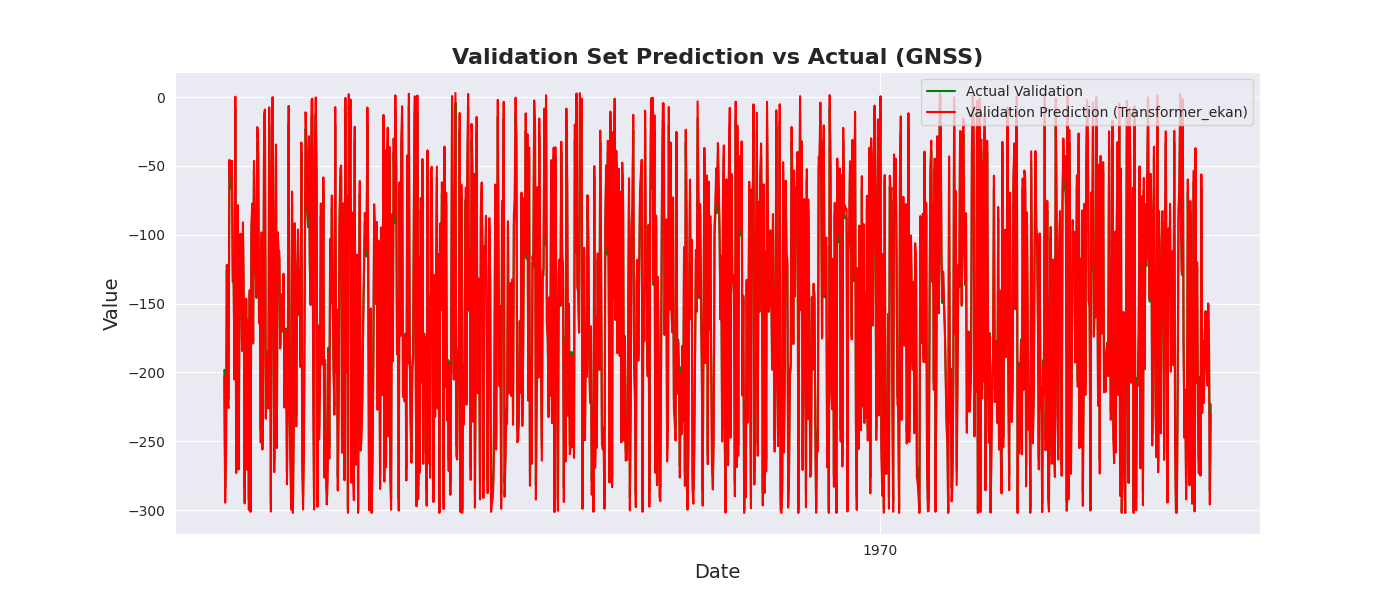 Validation Set Prediction vs Actual (GNSS)
Actual Validation
Validation Prediction (Transformer_ekan)
Value
0
−50
−100
−150
−200
−250
−300
1970
Date